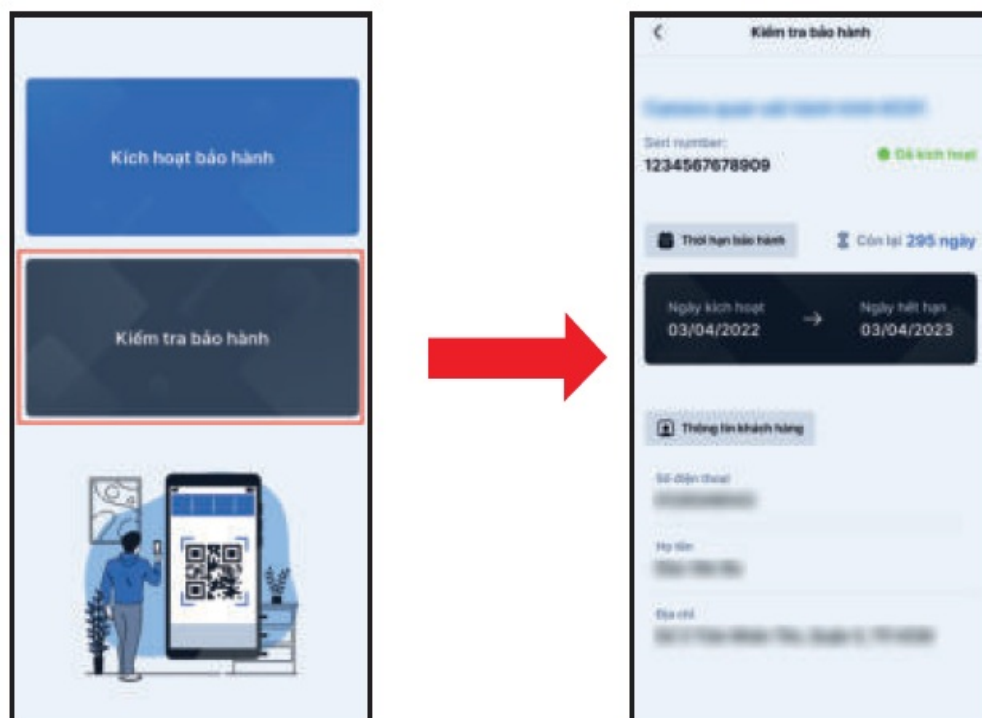 Kích hoạt bảo hành
Kiểm tra bảo hành
Kiểm tra bảo hành
Seri number:
1234567678909
Đã kích hoạt
Thời hạn bảo hành
Còn lại 295 ngày
Ngày kích hoạt
03/04/2022
→
Ngày hết hạn
03/04/2023
Thông tin khách hàng
Số điện thoại
Họ tên
Địa chỉ